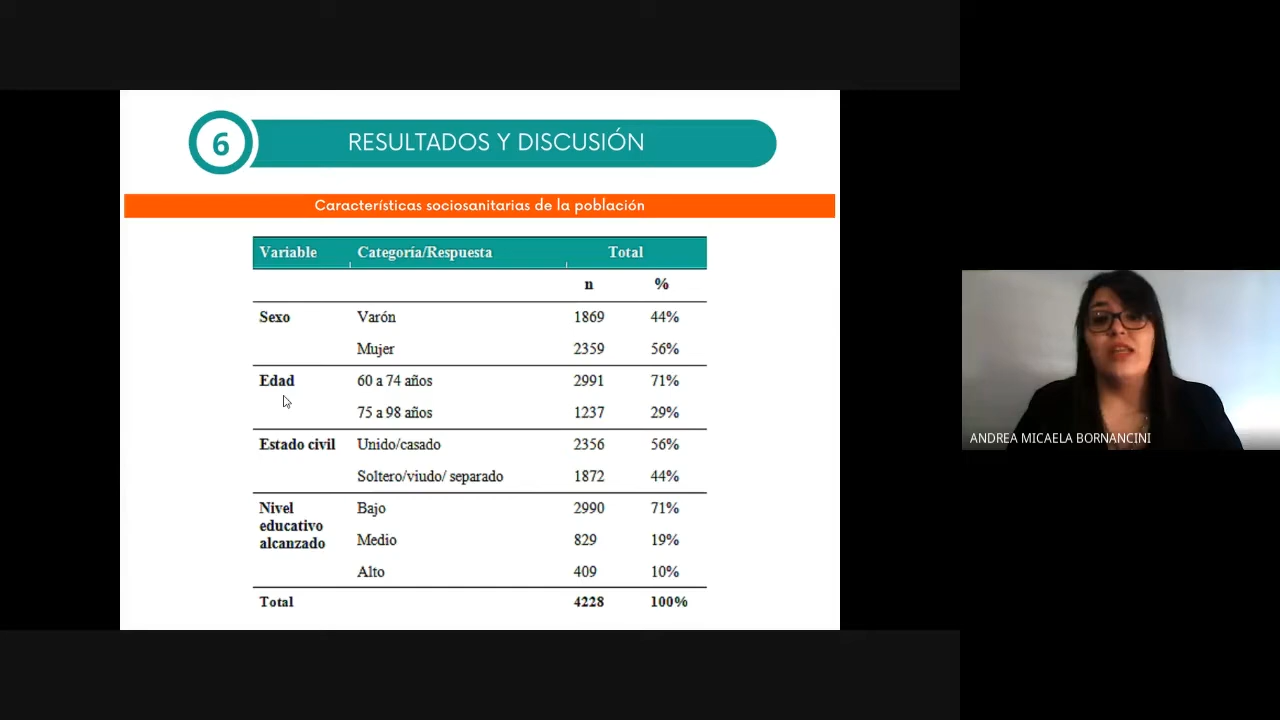 6
RESULTADOS Y DISCUSIÓN
Características sociosanitarias de la población
Variable Categoría/Respuesta Total
n %
Sexo Varón 1869 44%
Mujer 2359 56%
Edad 60 a 74 años 2991 71%
75 a 98 años 1237 29%
Estado civil Unido/casado 2356 56%
Soltero/viudo/ separado 1872 44%
Nivel educativo alcanzado Bajo 2990 71%
Medio 829 19%
Alto 409 10%
Total 4228 100%
ANDREA MICAELA BORNANCINI